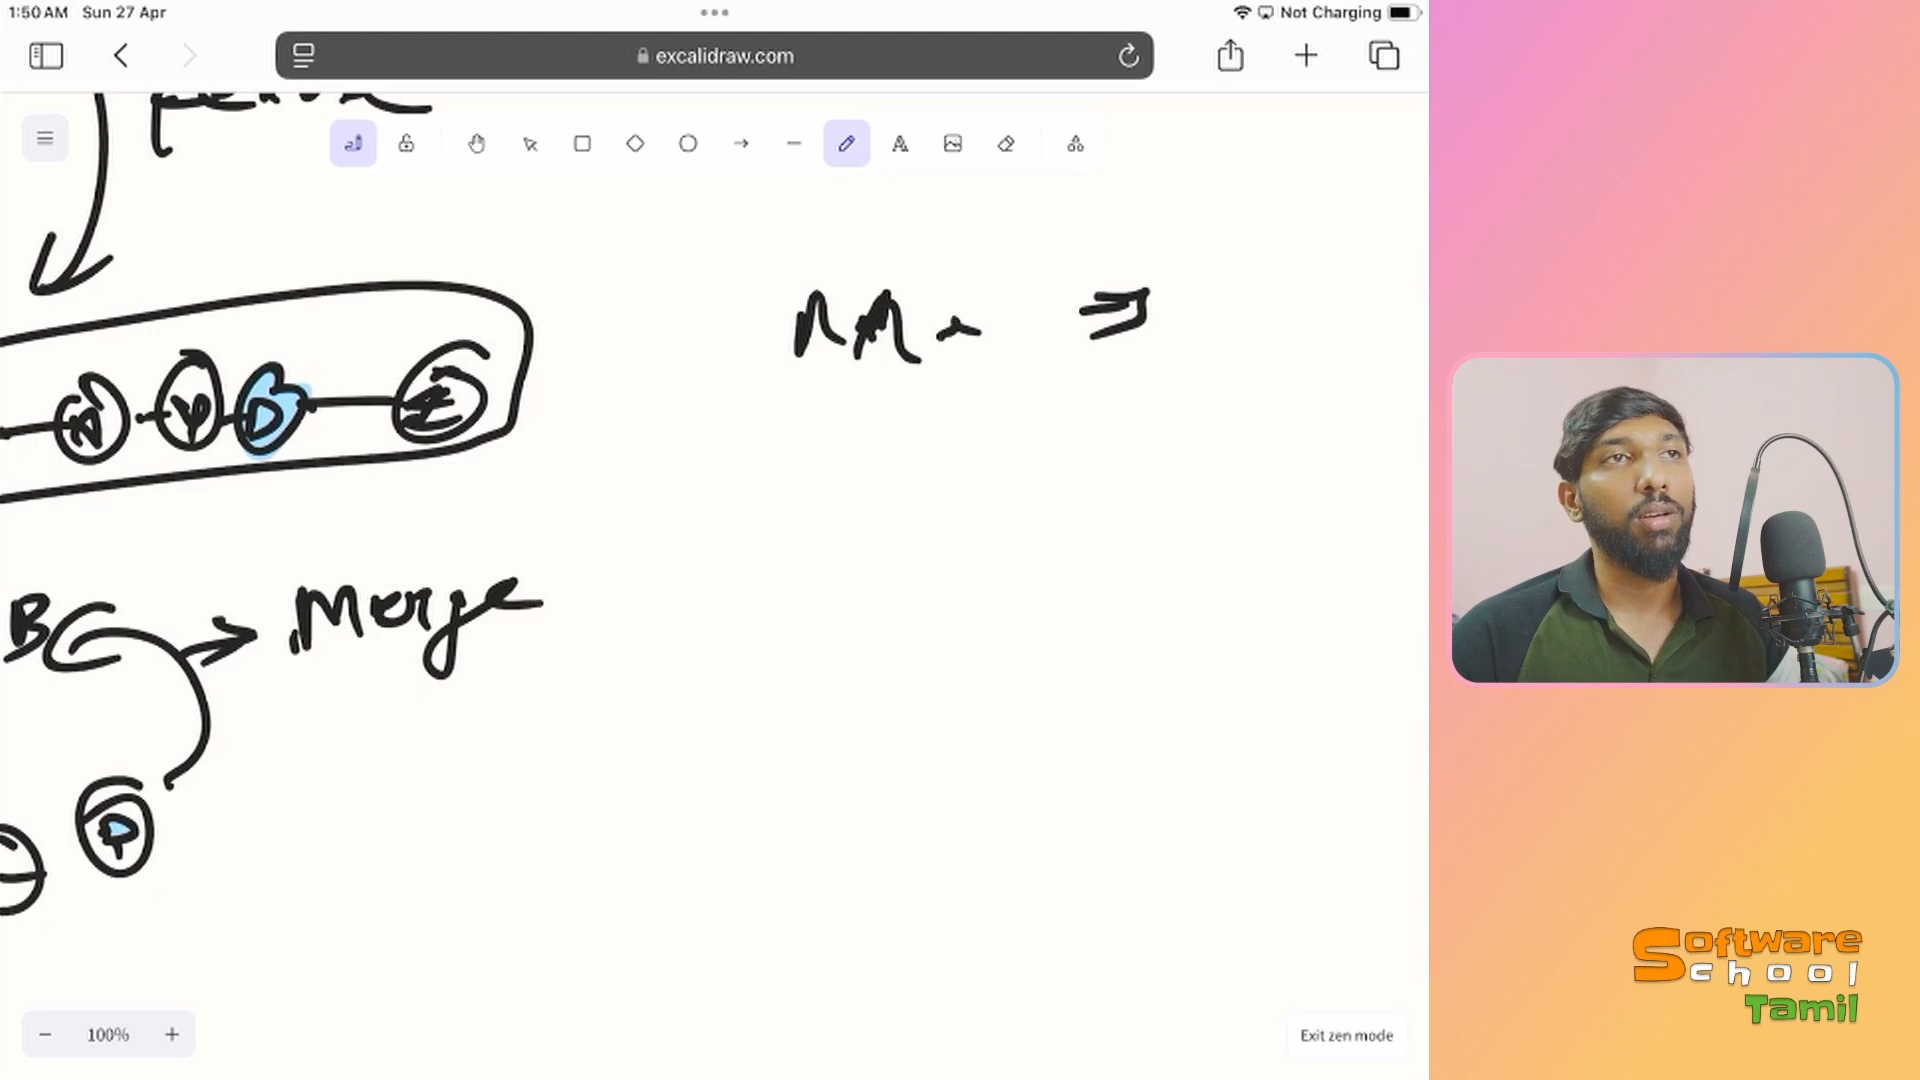 1:50 AM Sun 27 Apr
Not Charging
excalidraw.com
D
B
Merge
P
100%
Exit zen mode
Software
School
Tamil